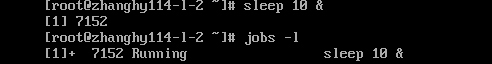 [root@zhanghy114-l-2 ~]# sleep 10 &
[1] 7152
[root@zhanghy114-l-2 ~]# jobs -l
[1]+  7152 Running                 sleep 10 &